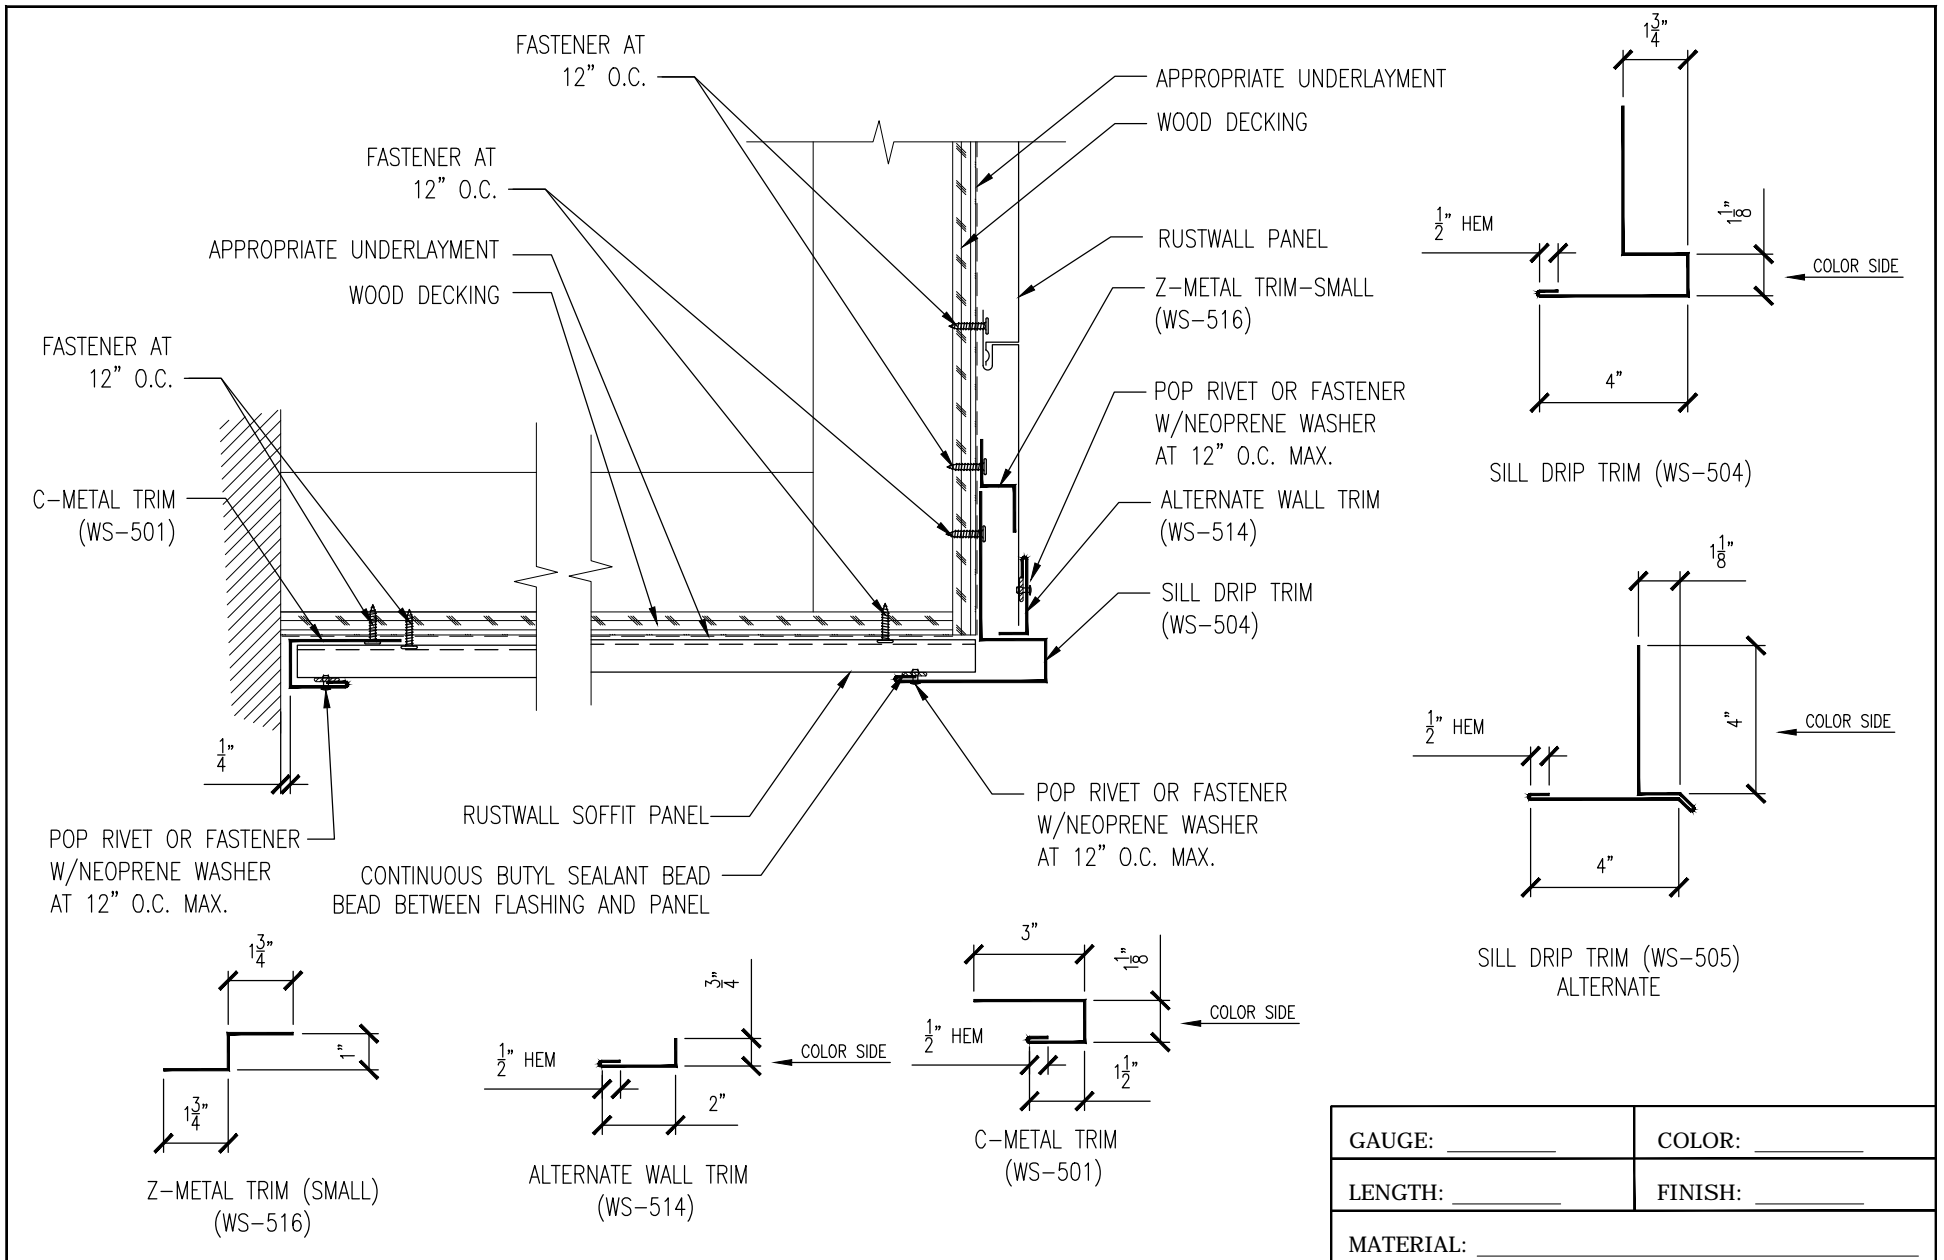 FASTENER AT
12" O.C.
FASTENER AT
12" O.C.
APPROPRIATE UNDERLAYMENT
WOOD DECKING
FASTENER AT
12" O.C.
C-METAL TRIM
(WS-501)
APPROPRIATE UNDERLAYMENT
WOOD DECKING
RUSTWALL PANEL
Z-METAL TRIM-SMALL
(WS-516)
POP RIVET OR FASTENER
W/NEOPRENE WASHER
AT 12" O.C. MAX.
ALTERNATE WALL TRIM
(WS-514)
SILL DRIP TRIM
(WS-504)
1/4"
POP RIVET OR FASTENER
W/NEOPRENE WASHER
AT 12" O.C. MAX.
RUSTWALL SOFFIT PANEL
CONTINUOUS BUTYL SEALANT BEAD
BEAD BETWEEN FLASHING AND PANEL
POP RIVET OR FASTENER
W/NEOPRENE WASHER
AT 12" O.C. MAX.
1 3/4"
1/2" HEM
1 1/8"
COLOR SIDE
4"
SILL DRIP TRIM (WS-504)
1 1/8"
1/2" HEM
4"
COLOR SIDE
4"
SILL DRIP TRIM (WS-505)
ALTERNATE
1 3/4"
1"
1 3/4"
Z-METAL TRIM (SMALL)
(WS-516)
3/4"
1/2" HEM
COLOR SIDE
2"
ALTERNATE WALL TRIM
(WS-514)
3"
1 1/8"
COLOR SIDE
1/2" HEM
1 1/2"
C-METAL TRIM
(WS-501)
GAUGE:
COLOR:
LENGTH:
FINISH:
MATERIAL: